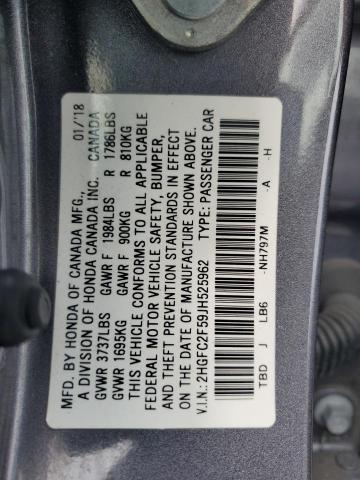 MFD. BY HONDA OF CANADA MFG., 01/'18
A DIVISION OF HONDA CANADA INC. CANADA
GVWR 3737LBS GAWR F 1984LBS R 1786LBS
GVWR 1695KG GAWR F 900KG R 810KG
THIS VEHICLE CONFORMS TO ALL APPLICABLE
FEDERAL MOTOR VEHICLE SAFETY, BUMPER,
AND THEFT PREVENTION STANDARDS IN EFFECT
ON THE DATE OF MANUFACTURE SHOWN ABOVE.
V.I.N.: 2HGFC2F59JH525962 PASSENGER CAR
TBD J LB6 -NH797M -A -H